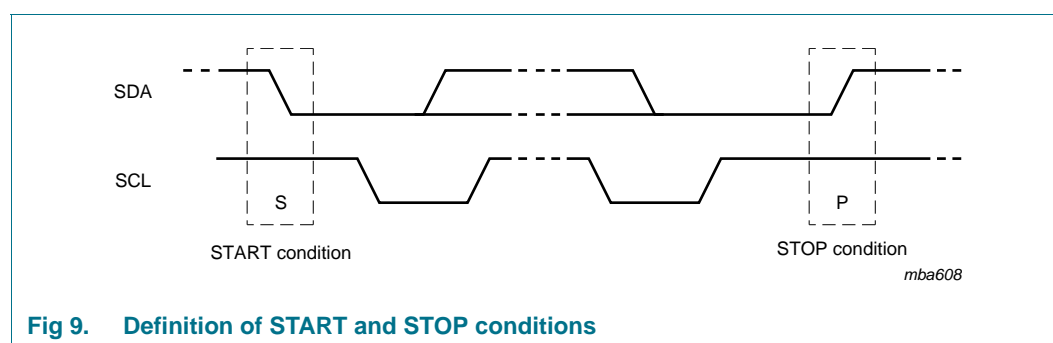 SDA
SCL
S
P
START condition
STOP condition
mba608
Fig 9. Definition of START and STOP conditions